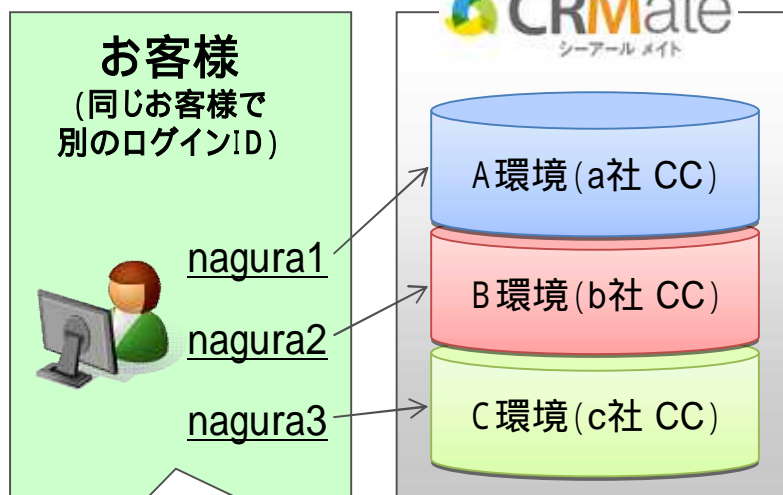 お客様
(同じお客様で
別のログインID)
nagura1
nagura2
nagura3
CRMate
シーアール メイト
A環境(a社 CC)
B環境(b社 CC)
C環境(c社 CC)